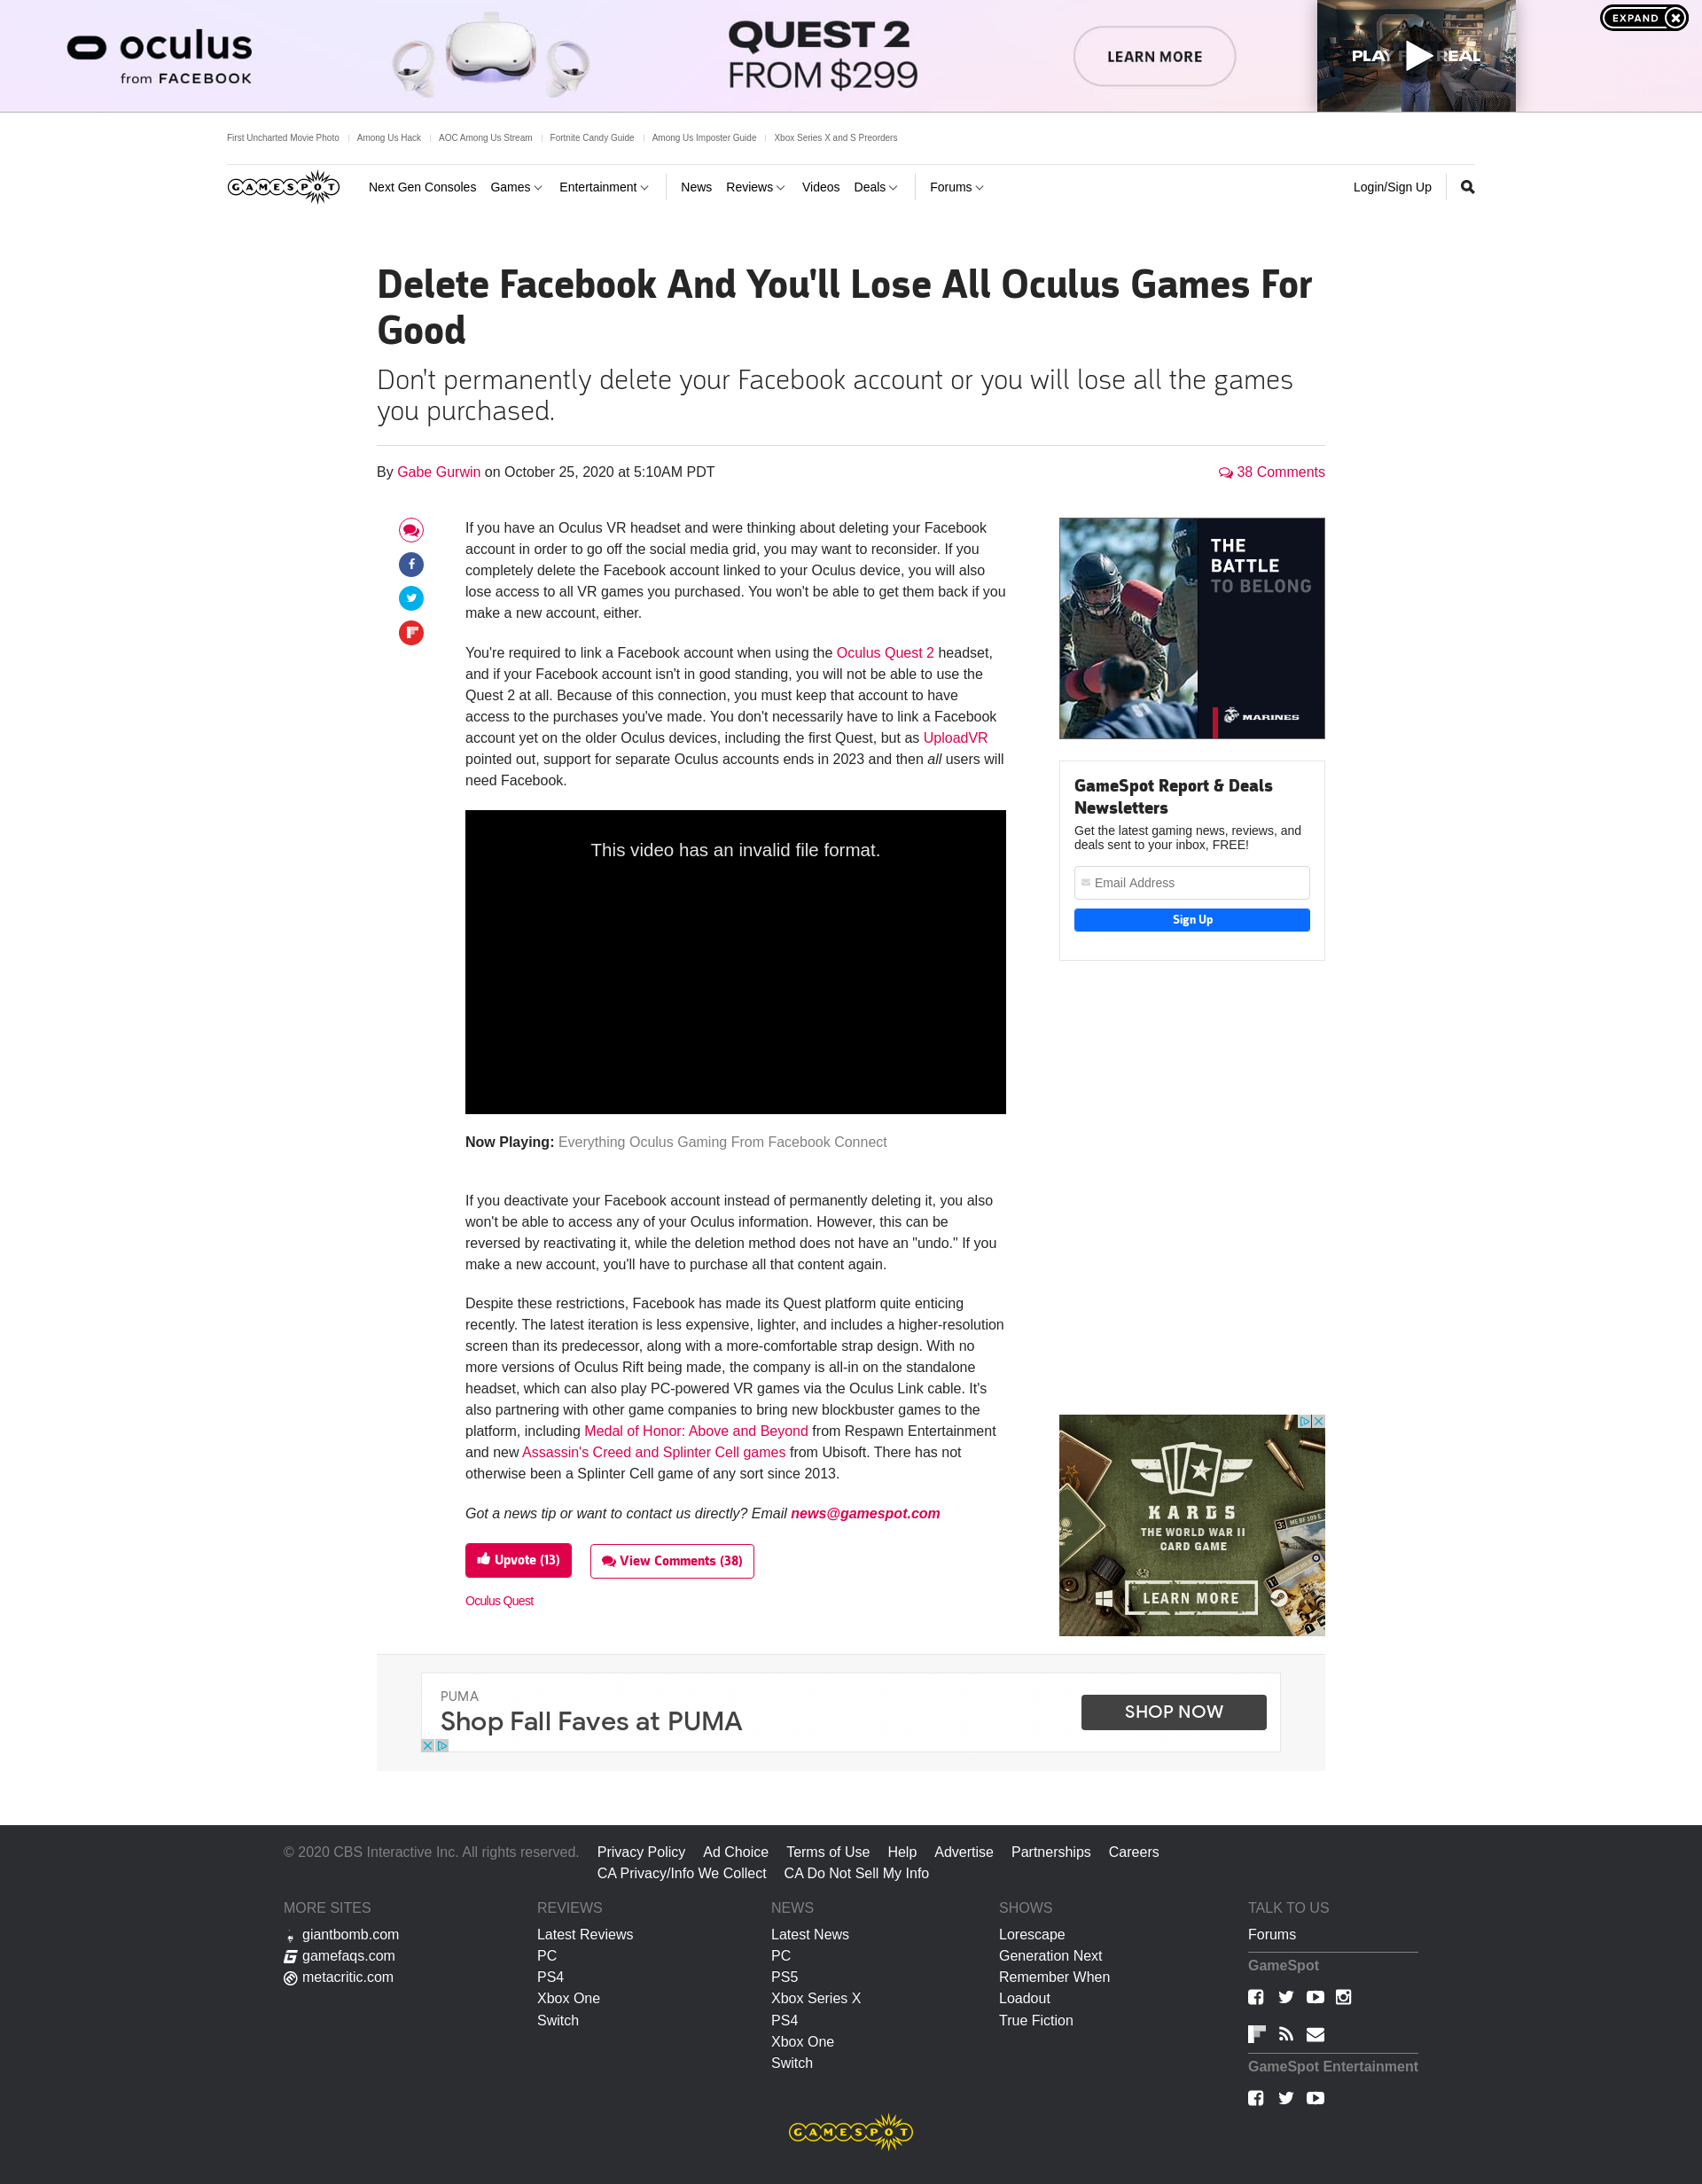 oculus
from FACEBOOK
QUEST 2
FROM $299
LEARN MORE
PLAY FOR REAL
EXPAND
First Uncharted Movie Photo
Among Us Hack
AOC Among Us Stream
Fortnite Candy Guide
Among Us Imposter Guide
Xbox Series X and S Preorders
GAMESPOT
Next Gen Consoles
Games
Entertainment
News
Reviews
Videos
Deals
Forums
Login/Sign Up
Delete Facebook And You'll Lose All Oculus Games For
Good
Don't permanently delete your Facebook account or you will lose all the games
you purchased.
By Gabe Gurwin on October 25, 2020 at 5:10AM PDT
38 Comments
If you have an Oculus VR headset and were thinking about deleting your Facebook
account in order to go off the social media grid, you may want to reconsider. If you
completely delete the Facebook account linked to your Oculus device, you will also
lose access to all VR games you purchased. You won't be able to get them back if you
make a new account, either.
You're required to link a Facebook account when using the Oculus Quest 2 headset,
and if your Facebook account isn't in good standing, you will not be able to use the
Quest 2 at all. Because of this connection, you must keep that account to have
access to the purchases you've made. You don't necessarily have to link a Facebook
account yet on the older Oculus devices, including the first Quest, but as UploadVR
pointed out, support for separate Oculus accounts ends in 2023 and then all users will
need Facebook.
This video has an invalid file format.
Now Playing: Everything Oculus Gaming From Facebook Connect
If you deactivate your Facebook account instead of permanently deleting it, you also
won't be able to access any of your Oculus information. However, this can be
reversed by reactivating it, while the deletion method does not have an "undo." If you
make a new account, you'll have to purchase all that content again.
Despite these restrictions, Facebook has made its Quest platform quite enticing
recently. The latest iteration is less expensive, lighter, and includes a higher-resolution
screen than its predecessor, along with a more-comfortable strap design. With no
more versions of Oculus Rift being made, the company is all-in on the standalone
headset, which can also play PC-powered VR games via the Oculus Link cable. It's
also partnering with other game companies to bring new blockbuster games to the
platform, including Medal of Honor: Above and Beyond from Respawn Entertainment
and new Assassin's Creed and Splinter Cell games from Ubisoft. There has not
otherwise been a Splinter Cell game of any sort since 2013.
Got a news tip or want to contact us directly? Email news@gamespot.com
Upvote (13)
View Comments (38)
Oculus Quest
THE
BATTLE
TO BELONG
MARINES
GameSpot Report & Deals
Newsletters
Get the latest gaming news, reviews, and
deals sent to your inbox, FREE!
Email Address
Sign Up
KARDS
THE WORLD WAR II
CARD GAME
LEARN MORE
PUMA
Shop Fall Faves at PUMA
SHOP NOW
© 2020 CBS Interactive Inc. All rights reserved.
Privacy Policy
Ad Choice
Terms of Use
Help
Advertise
Partnerships
Careers
CA Privacy/Info We Collect
CA Do Not Sell My Info
MORE SITES
giantbomb.com
gamefaqs.com
metacritic.com
REVIEWS
Latest Reviews
PC
PS4
Xbox One
Switch
NEWS
Latest News
PC
PS5
Xbox Series X
PS4
Xbox One
Switch
SHOWS
Lorescape
Generation Next
Remember When
Loadout
True Fiction
TALK TO US
Forums
GameSpot
GameSpot Entertainment
GAMESPOT